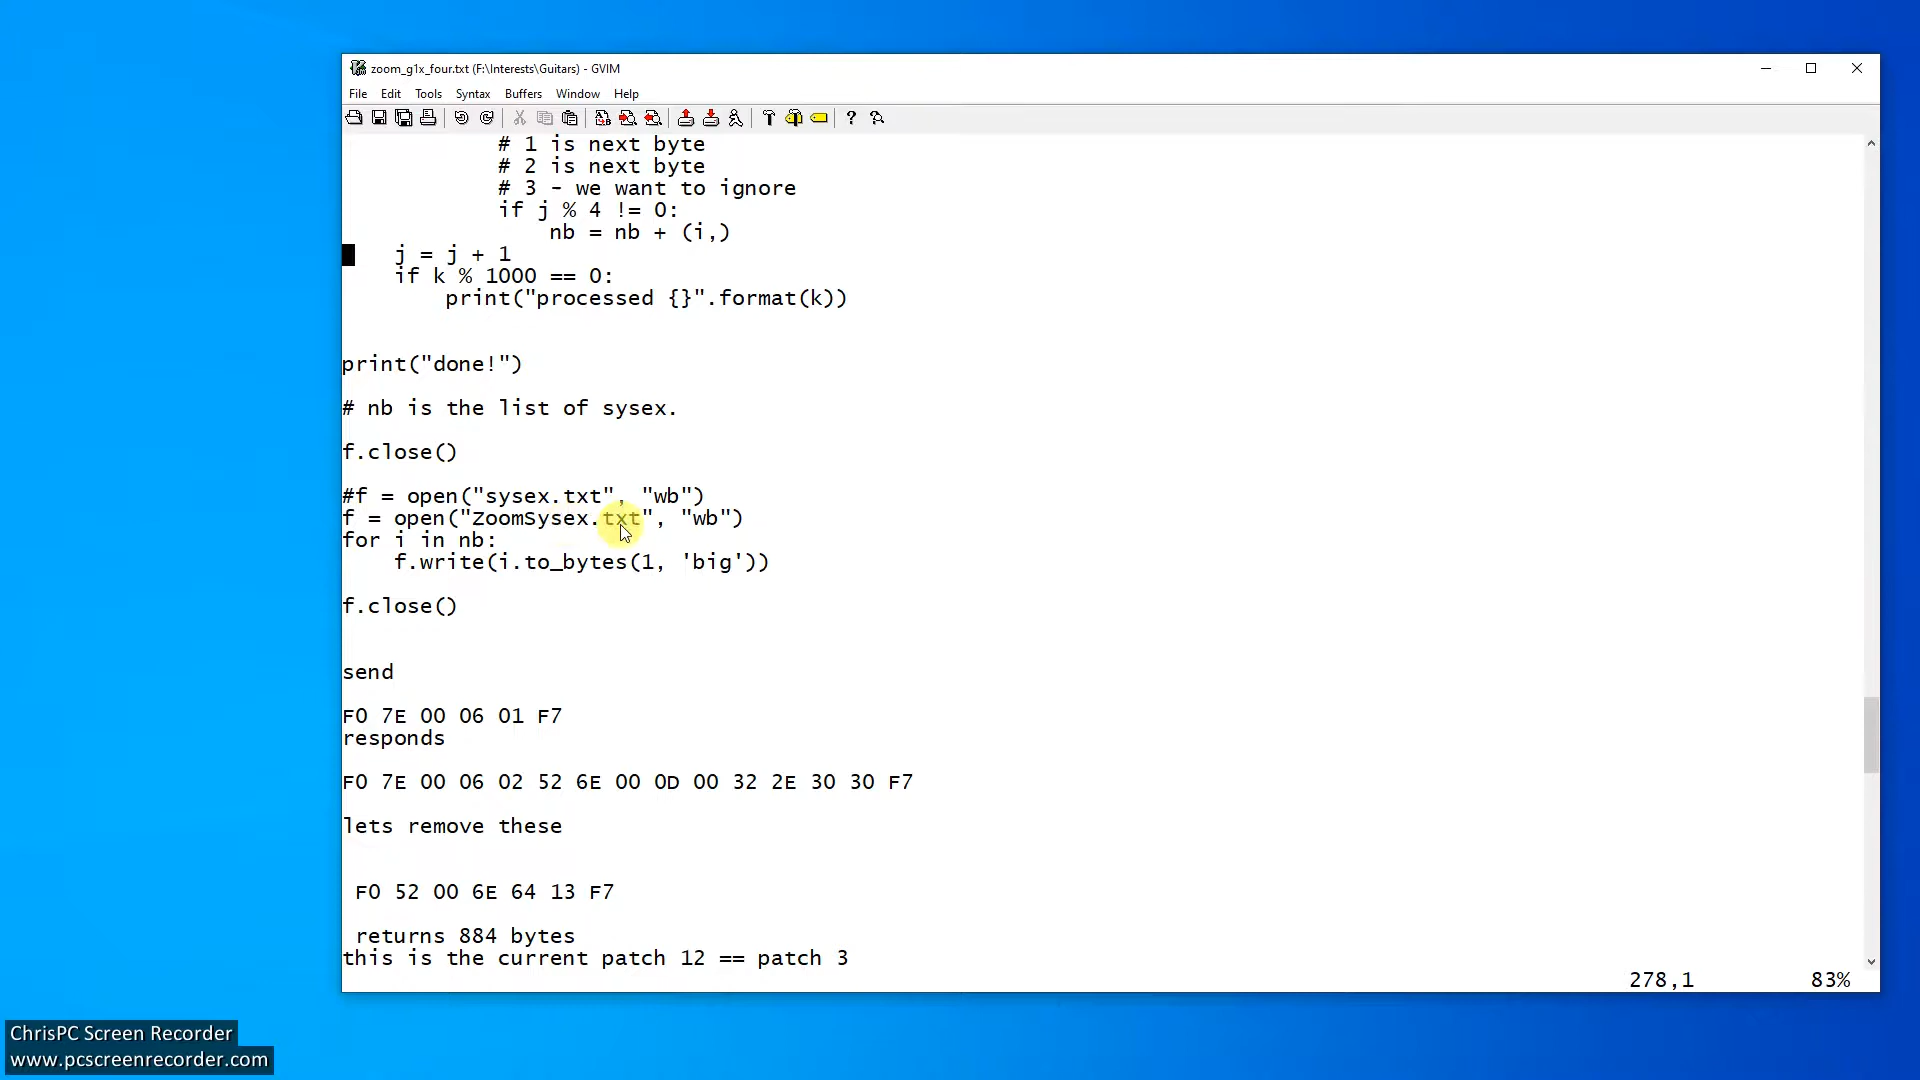 zoom_g1x_four.txt (F:\Interests\Guitars) - GVIM
File Edit Tools Syntax Buffers Window Help
# 1 is next byte
# 2 is next byte
# 3 - we want to ignore
if j % 4 != 0:
nb = nb + (i,)
j = j + 1
if k % 1000 == 0:
print("processed {}".format(k))
print("done!")
# nb is the list of sysex.
f.close()
#f = open("sysex.txt", "wb")
f = open("ZoomSysex.txt", "wb")
for i in nb:
f.write(i.to_bytes(1, 'big'))
f.close()
send
F0 7E 00 06 01 F7
responds
F0 7E 00 06 02 52 6E 00 0D 00 32 2E 30 30 F7
lets remove these
F0 52 00 6E 64 13 F7
returns 884 bytes
this is the current patch 12 == patch 3
278,1 83%
ChrisPC Screen Recorder
www.pcscreenrecorder.com